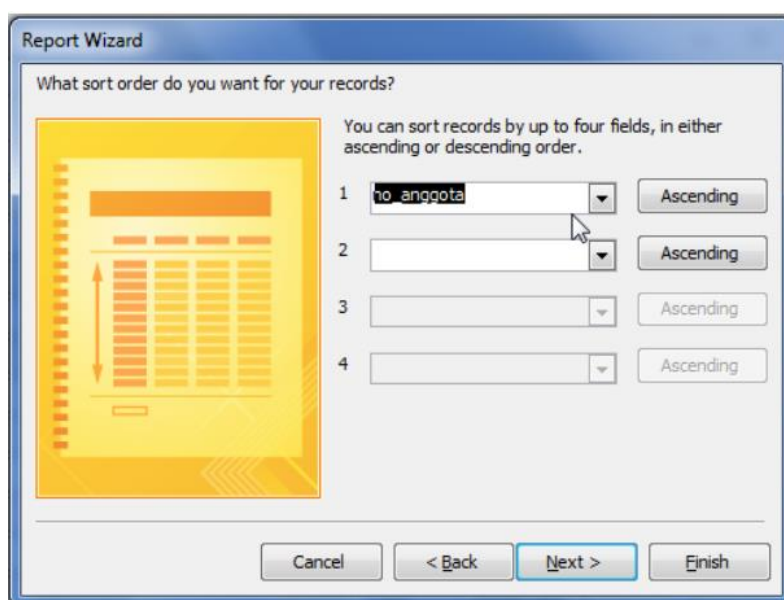 Report Wizard
What sort order do you want for your records?
You can sort records by up to four fields, in either
ascending or descending order.
1 no_anggota Ascending
2 Ascending
3 Ascending
4 Ascending
Cancel < Back Next > Finish